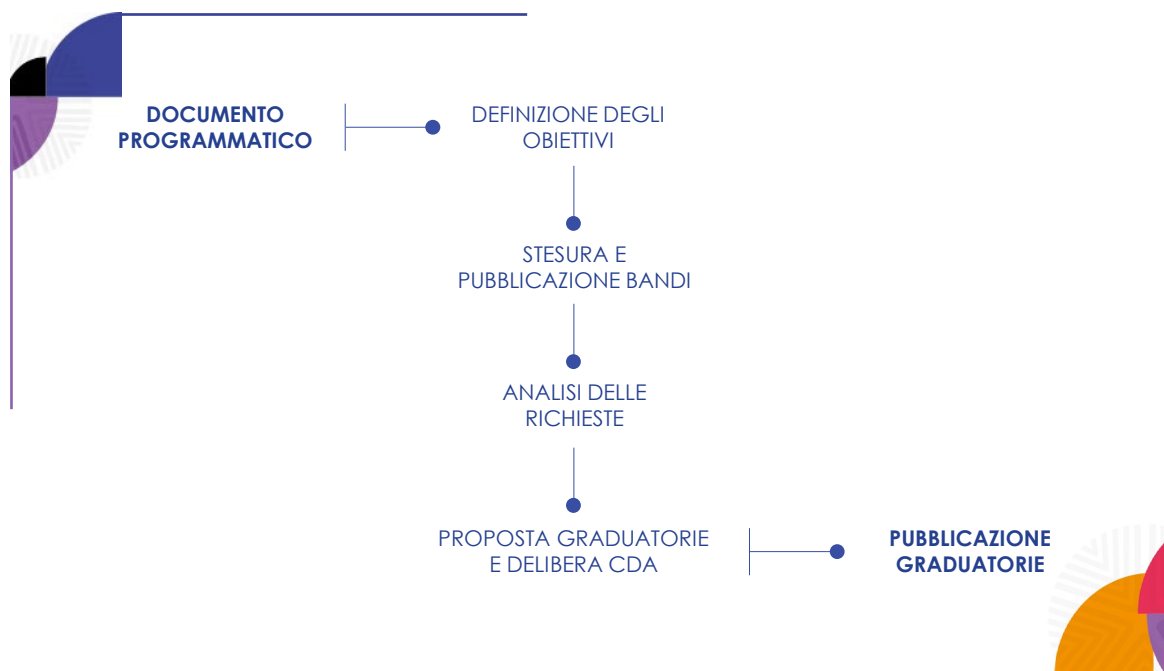 DOCUMENTO
PROGRAMMATICO
DEFINIZIONE DEGLI
OBIETTIVI
STESURA E
PUBBLICAZIONE BANDI
ANALISI DELLE
RICHIESTE
PROPOSTA GRADUATORIE
E DELIBERA CDA
PUBBLICAZIONE
GRADUATORIE